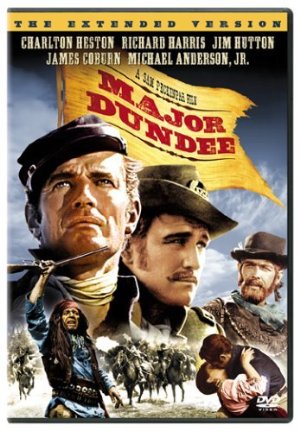 THE EXTENDED VERSION
CHARLTON HESTON RICHARD HARRIS JIM HUTTON
JAMES COBURN MICHAEL ANDERSON, JR.
A SAM PECKINPAH FILM
MAJOR
DUNDEE
DVD
VIDEO